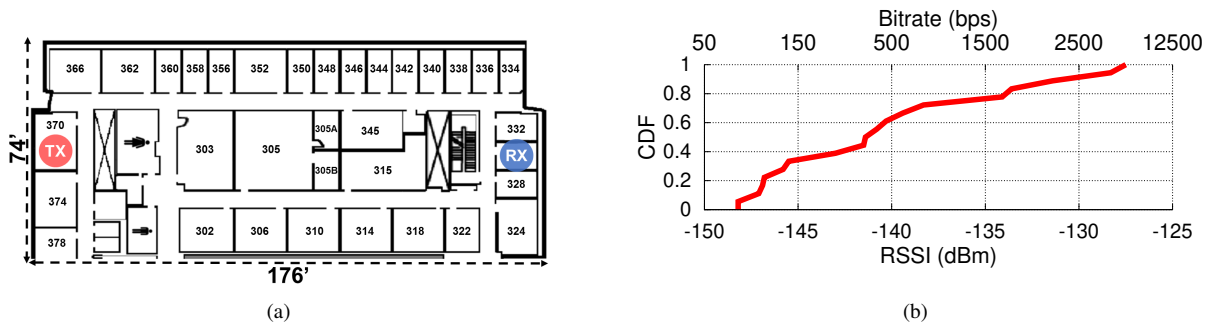 366 362 360 358 356 352 350 348 346 344 342 340 338 336 334
370 TX
303 305 305A 345 332
RX
305B 315 328
374
378
302 306 310 314 318 322 324
74'
176'
(a)
Bitrate (bps)
50 150 500 1500 2500 12500
1
0.8
0.6
0.4
0.2
0
CDF
-150 -145 -140 -135 -130 -125
RSSI (dBm)
(b)